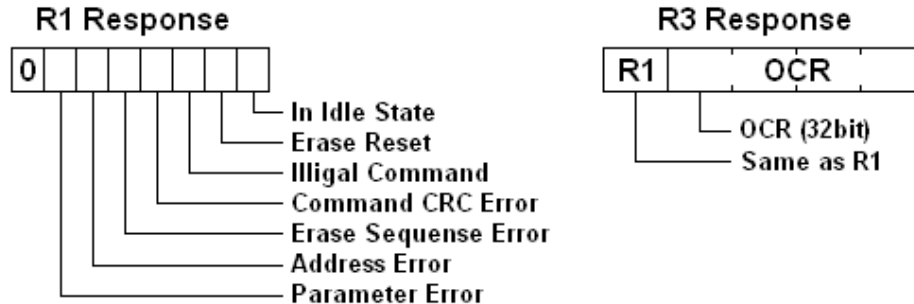 R1 Response
0
In Idle State
Erase Reset
Illigal Command
Command CRC Error
Erase Sequense Error
Address Error
Parameter Error
R3 Response
R1 OCR
OCR (32bit)
Same as R1